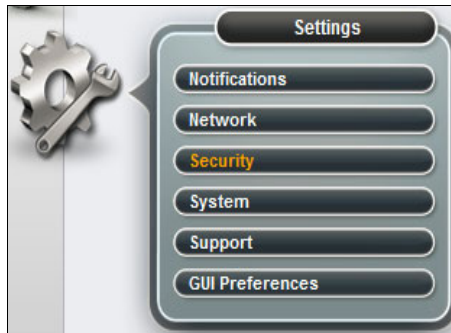 Settings
Notifications
Network
Security
System
Support
GUI Preferences